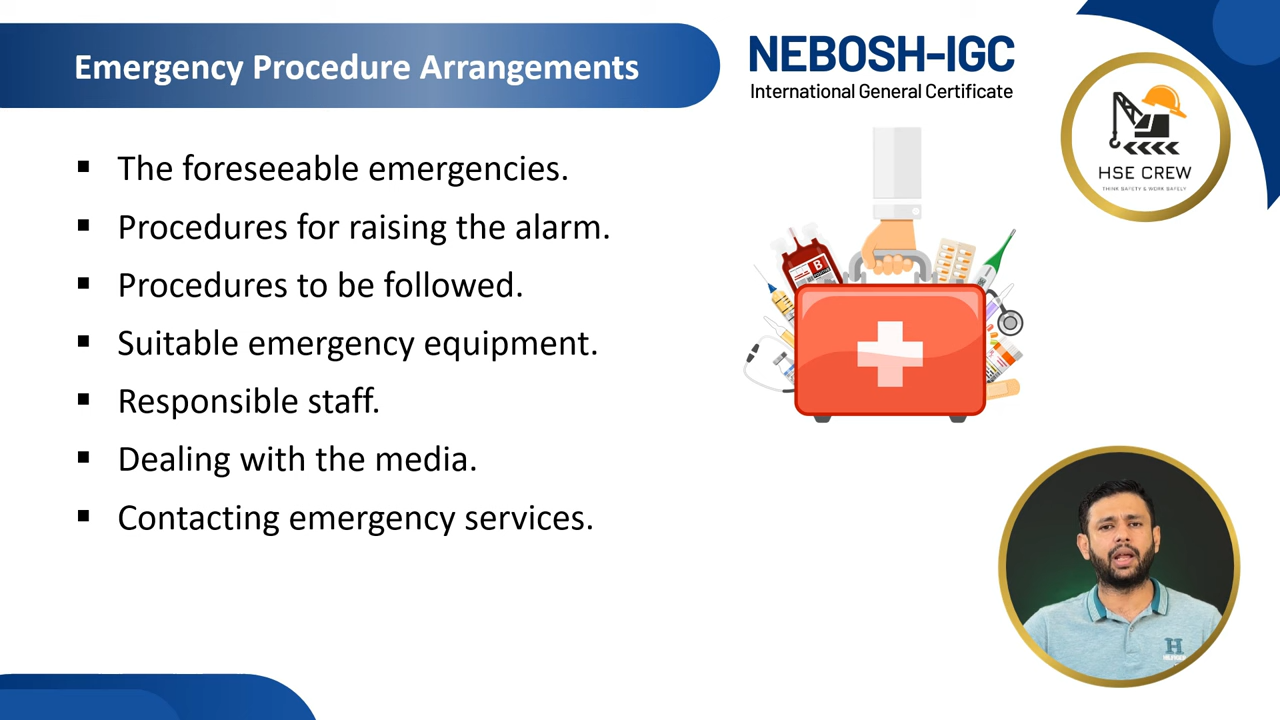 Emergency Procedure Arrangements
NEBOSH-IGC
International General Certificate
HSE CREW
THINK SAFETY & WORK SAFELY
▪ The foreseeable emergencies.
▪ Procedures for raising the alarm.
▪ Procedures to be followed.
▪ Suitable emergency equipment.
▪ Responsible staff.
▪ Dealing with the media.
▪ Contacting emergency services.
B
H